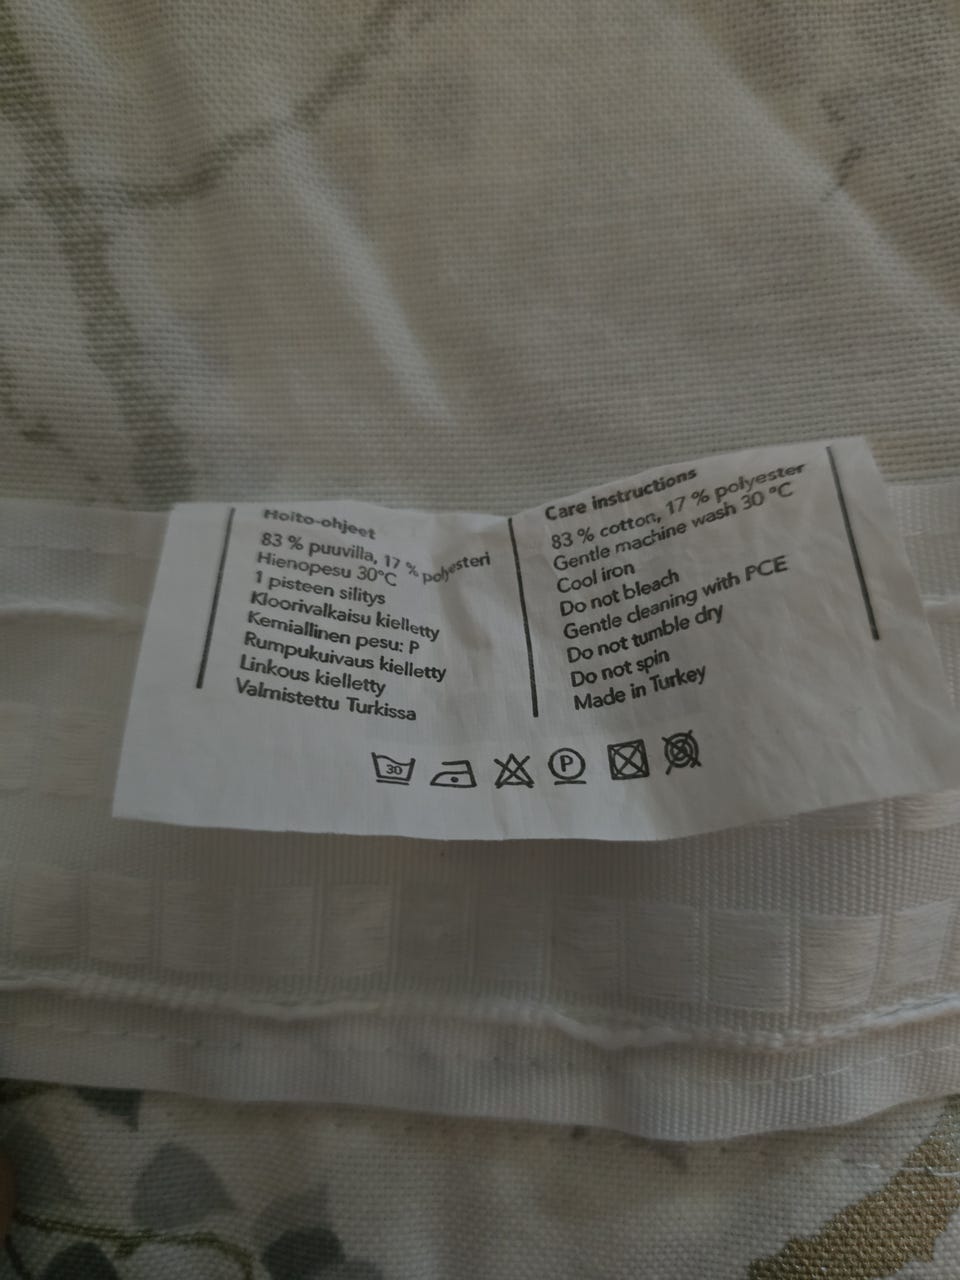 Hoito-ohjeet
83 % puuvilla, 17 % polyesteri
Hienopesu 30°C
1 pisteen silitys
Kloorivalkaisu kielletty
Kemiallinen pesu: P
Rumpukuivaus kielletty
Linkous kielletty
Valmistettu Turkissa
Care instructions
83 % cotton, 17 % polyester
Gentle machine wash 30 °C
Cool iron
Do not bleach
Gentle cleaning with PCE
Do not tumble dry
Do not spin
Made in Turkey
30 P